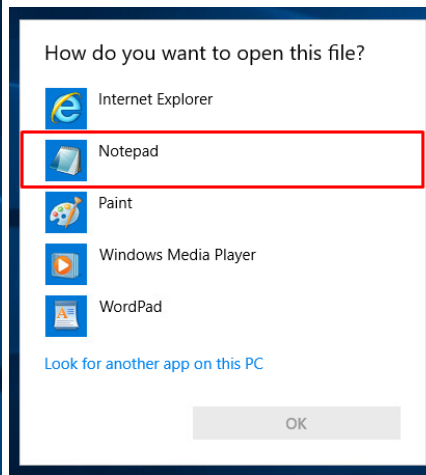 How do you want to open this file?
Internet Explorer
Notepad
Paint
Windows Media Player
WordPad
Look for another app on this PC
OK